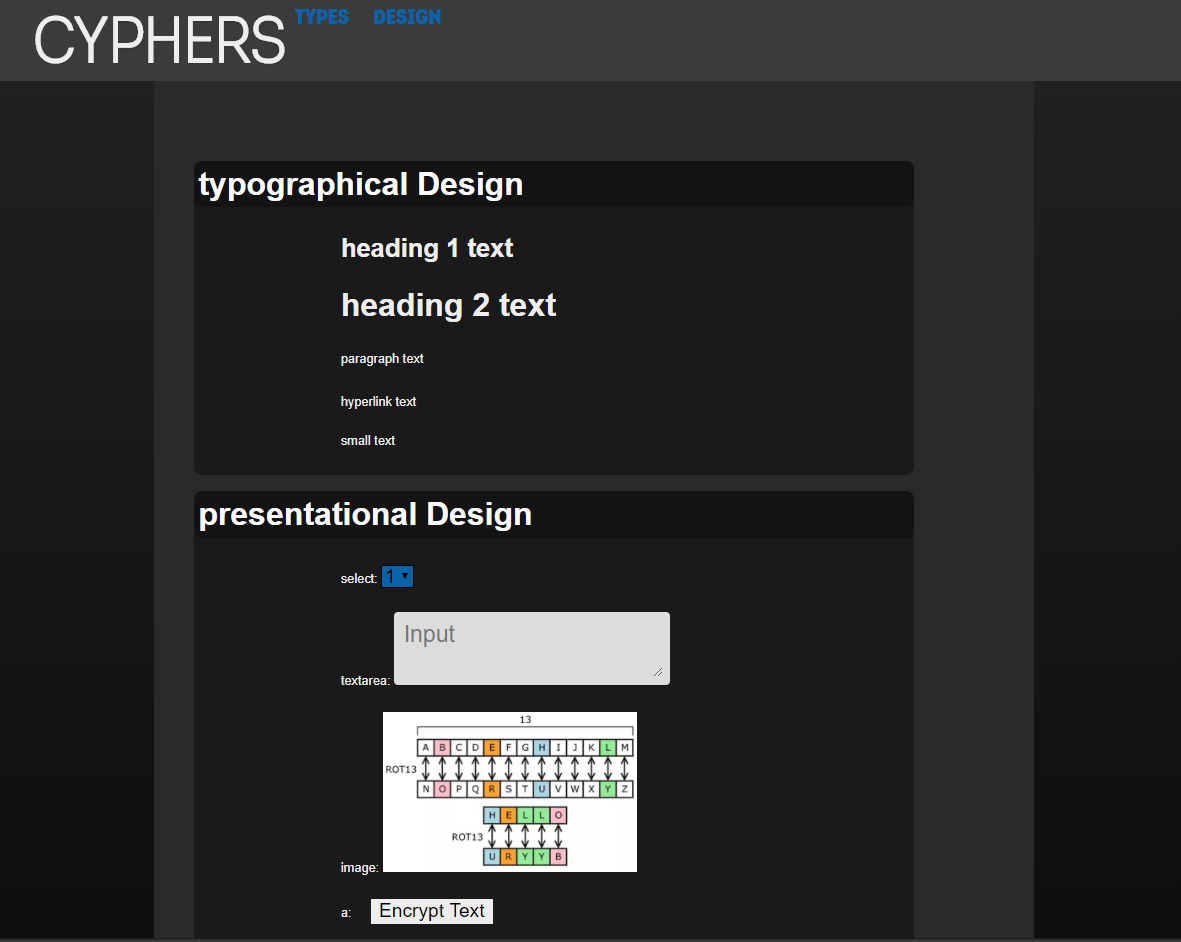 CYPHERS TYPES DESIGN
typographical Design
heading 1 text
heading 2 text
paragraph text
hyperlink text
small text
presentational Design
select: 1
Input
textarea:
13
A B C D E F G H I J K L M
ROT13
N O P Q R S T U V W X Y Z
H E L L O
ROT13
U R Y Y B
image:
a: Encrypt Text